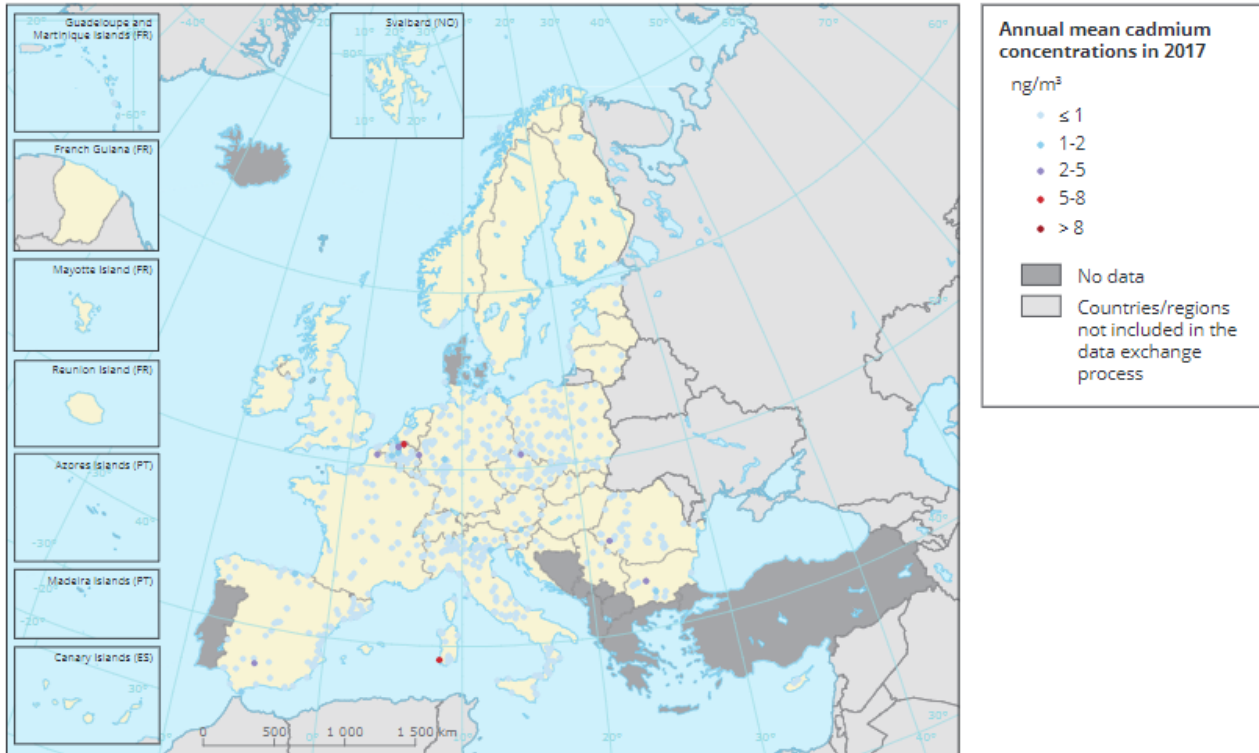 Guadeloupe and
Martinique Islands (FR)
French Guiana (FR)
Mayotte Island (FR)
Reunion Island (FR)
Azores Islands (PT)
Madeira Islands (PT)
Canary Islands (ES)
Svalbard (NO)
0 500 1 000 1 500 km
Annual mean cadmium
concentrations in 2017
ng/m³
≤ 1
1-2
2-5
5-8
> 8
No data
Countries/regions
not included in the
data exchange
process